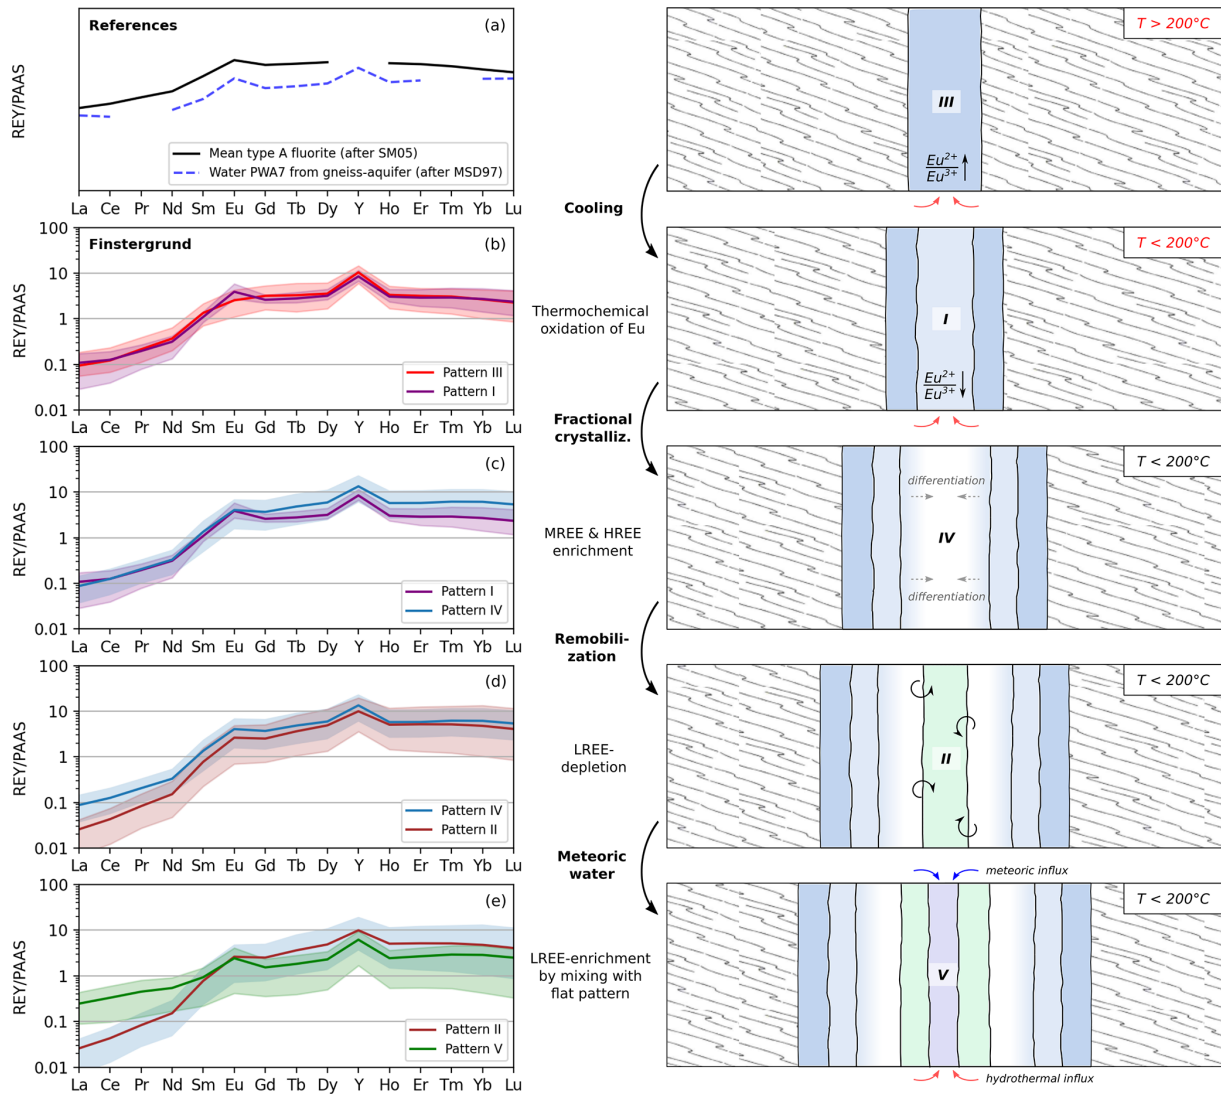 References
(a)
REY/PAAS
Mean type A fluorite (after SM05)
Water PWA7 from gneiss-aquifer (after MSD97)
La Ce Pr Nd Sm Eu Gd Tb Dy Y Ho Er Tm Yb Lu
T > 200°C
III
Eu2+
Eu3+
Cooling
Finstergrund
(b)
REY/PAAS
100
10
1
0.1
0.01
Pattern III
Pattern I
La Ce Pr Nd Sm Eu Gd Tb Dy Y Ho Er Tm Yb Lu
Thermochemical
oxidation of Eu
T < 200°C
I
Eu2+
Eu3+
Fractional
crystalliz.
(c)
REY/PAAS
100
10
1
0.1
0.01
Pattern I
Pattern IV
La Ce Pr Nd Sm Eu Gd Tb Dy Y Ho Er Tm Yb Lu
MREE & HREE
enrichment
T < 200°C
differentiation
IV
differentiation
Remobili-
zation
(d)
REY/PAAS
100
10
1
0.1
0.01
Pattern IV
Pattern II
La Ce Pr Nd Sm Eu Gd Tb Dy Y Ho Er Tm Yb Lu
LREE-
depletion
T < 200°C
II
Meteoric
water
(e)
REY/PAAS
100
10
1
0.1
0.01
Pattern II
Pattern V
La Ce Pr Nd Sm Eu Gd Tb Dy Y Ho Er Tm Yb Lu
LREE-enrichment
by mixing with
flat pattern
meteoric influx
T < 200°C
V
hydrothermal influx